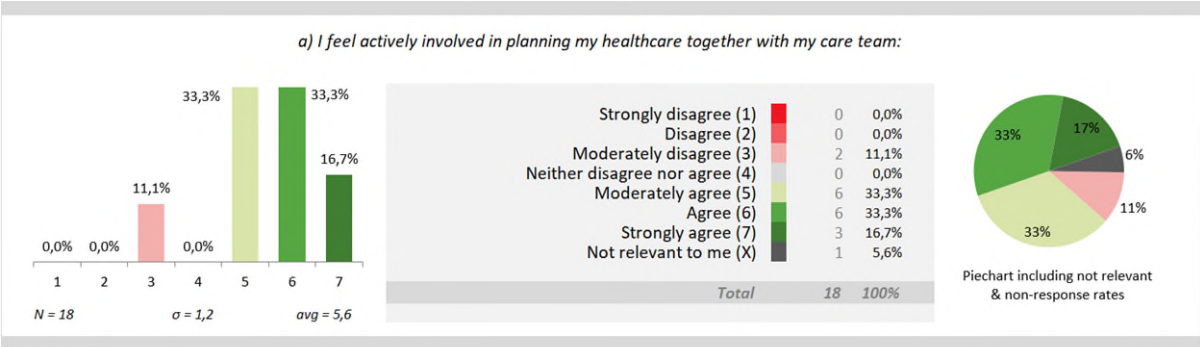 a) I feel actively involved in planning my healthcare together with my care team:
33,3% 33,3%
16,7%
11,1%
0,0% 0,0% 0,0%
1 2 3 4 5 6 7
N = 18 σ = 1,2 avg = 5,6
Strongly disagree (1) 0 0,0%
Disagree (2) 0 0,0%
Moderately disagree (3) 2 11,1%
Neither disagree nor agree (4) 0 0,0%
Moderately agree (5) 6 33,3%
Agree (6) 6 33,3%
Strongly agree (7) 3 16,7%
Not relevant to me (X) 1 5,6%
Total 18 100%
33% 17%
6%
11%
33%
Piechart including not relevant
& non-response rates